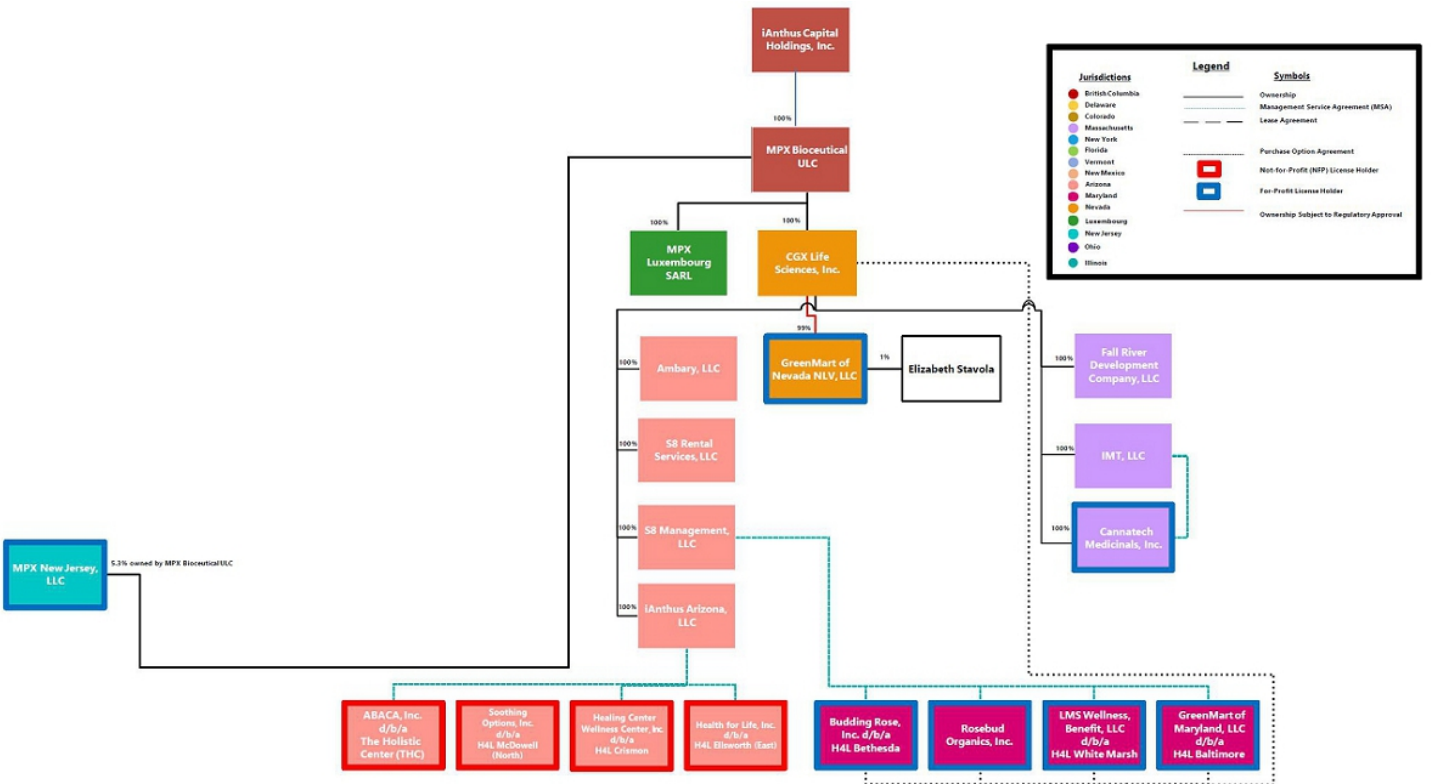 iAnthus Capital
Holdings, Inc.
100%
MPX Bioceutical
ULC
100%
100%
MPX
Luxembourg
SARL
CGX Life
Sciences, Inc.
Legend
Jurisdictions
British Columbia
Delaware
Colorado
Massachusetts
New York
Florida
Vermont
New Mexico
Arizona
Maryland
Nevada
Luxembourg
New Jersey
Ohio
Illinois
Symbols
Ownership
Management Service Agreement (MSA)
Lease Agreement
Purchase Option Agreement
Not-for-Profit (NFP) License Holder
For-Profit License Holder
Ownership Subject to Regulatory Approval
99%
100%
Ambary, LLC
GreenMart of
Nevada NLV, LLC
1%
Elizabeth Stavola
100%
Fall River
Development
Company, LLC
100%
S8 Rental
Services, LLC
100%
IMT, LLC
100%
S8 Management,
LLC
100%
Cannatech
Medicinals, Inc.
MPX New Jersey,
LLC
5.3% owned by MPX Bioceutical ULC
100%
iAnthus Arizona,
LLC
ABACA, Inc.
d/b/a
The Holistic
Center (THC)
Soothing
Options, Inc.
d/b/a
H4L McDowell
(North)
Healing Center
Wellness Center, Inc
d/b/a
H4L Crismon
Health for Life, Inc.
d/b/a
H4L Ellsworth (East)
Budding Rose,
Inc. d/b/a
H4L Bethesda
Rosebud
Organics, Inc.
LMS Wellness,
Benefit, LLC
d/b/a
H4L White Marsh
GreenMart of
Maryland, LLC
d/b/a
H4L Baltimore